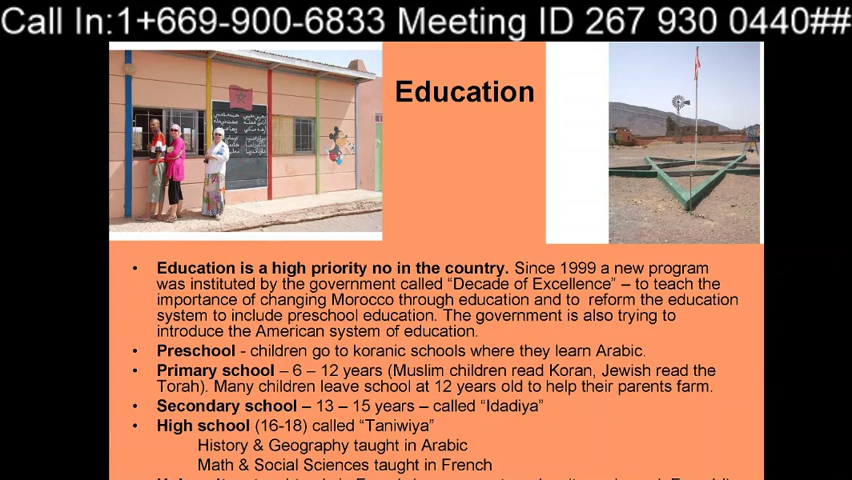 Call In:1+669-900-6833 Meeting ID 267 930 0440##
Education
• Education is a high priority no in the country. Since 1999 a new program
was instituted by the government called “Decade of Excellence” – to teach the
importance of changing Morocco through education and to reform the education
system to include preschool education. The government is also trying to
introduce the American system of education.
• Preschool - children go to koranic schools where they learn Arabic.
• Primary school – 6 – 12 years (Muslim children read Koran, Jewish read the
Torah). Many children leave school at 12 years old to help their parents farm.
• Secondary school – 13 – 15 years – called “Idadiya”
• High school (16-18) called “Taniwiya”
History & Geography taught in Arabic
Math & Social Sciences taught in French